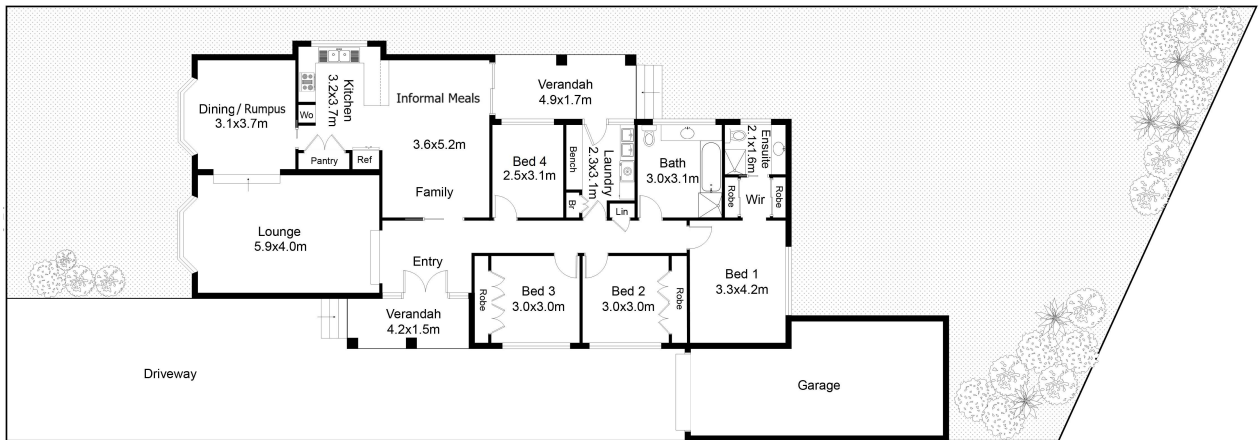 Dining / Rumpus
3.1x3.7m
Kitchen
3.2x3.7m
Wo
Pantry
Ref
Informal Meals
3.6x5.2m
Family
Verandah
4.9x1.7m
Bed 4
2.5x3.1m
Bench
Br
Laundry
2.3x3.1m
Lin
Bath
3.0x3.1m
Ensuite
2.1x1.6m
Robe
Wir
Robe
Lounge
5.9x4.0m
Entry
Verandah
4.2x1.5m
Robe
Bed 3
3.0x3.0m
Bed 2
3.0x3.0m
Robe
Bed 1
3.3x4.2m
Driveway
Garage